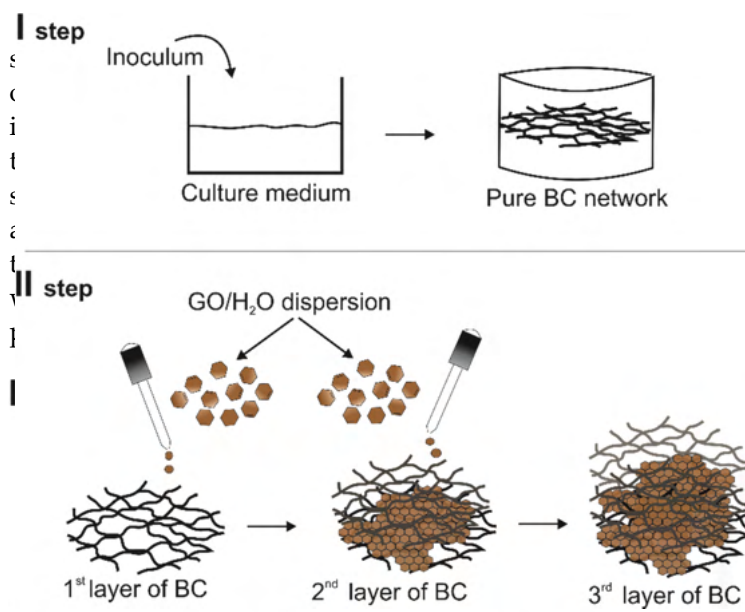 I step
Inoculum
Culture medium
Pure BC network
II step
GO/H₂O dispersion
1st layer of BC
2nd layer of BC
3rd layer of BC